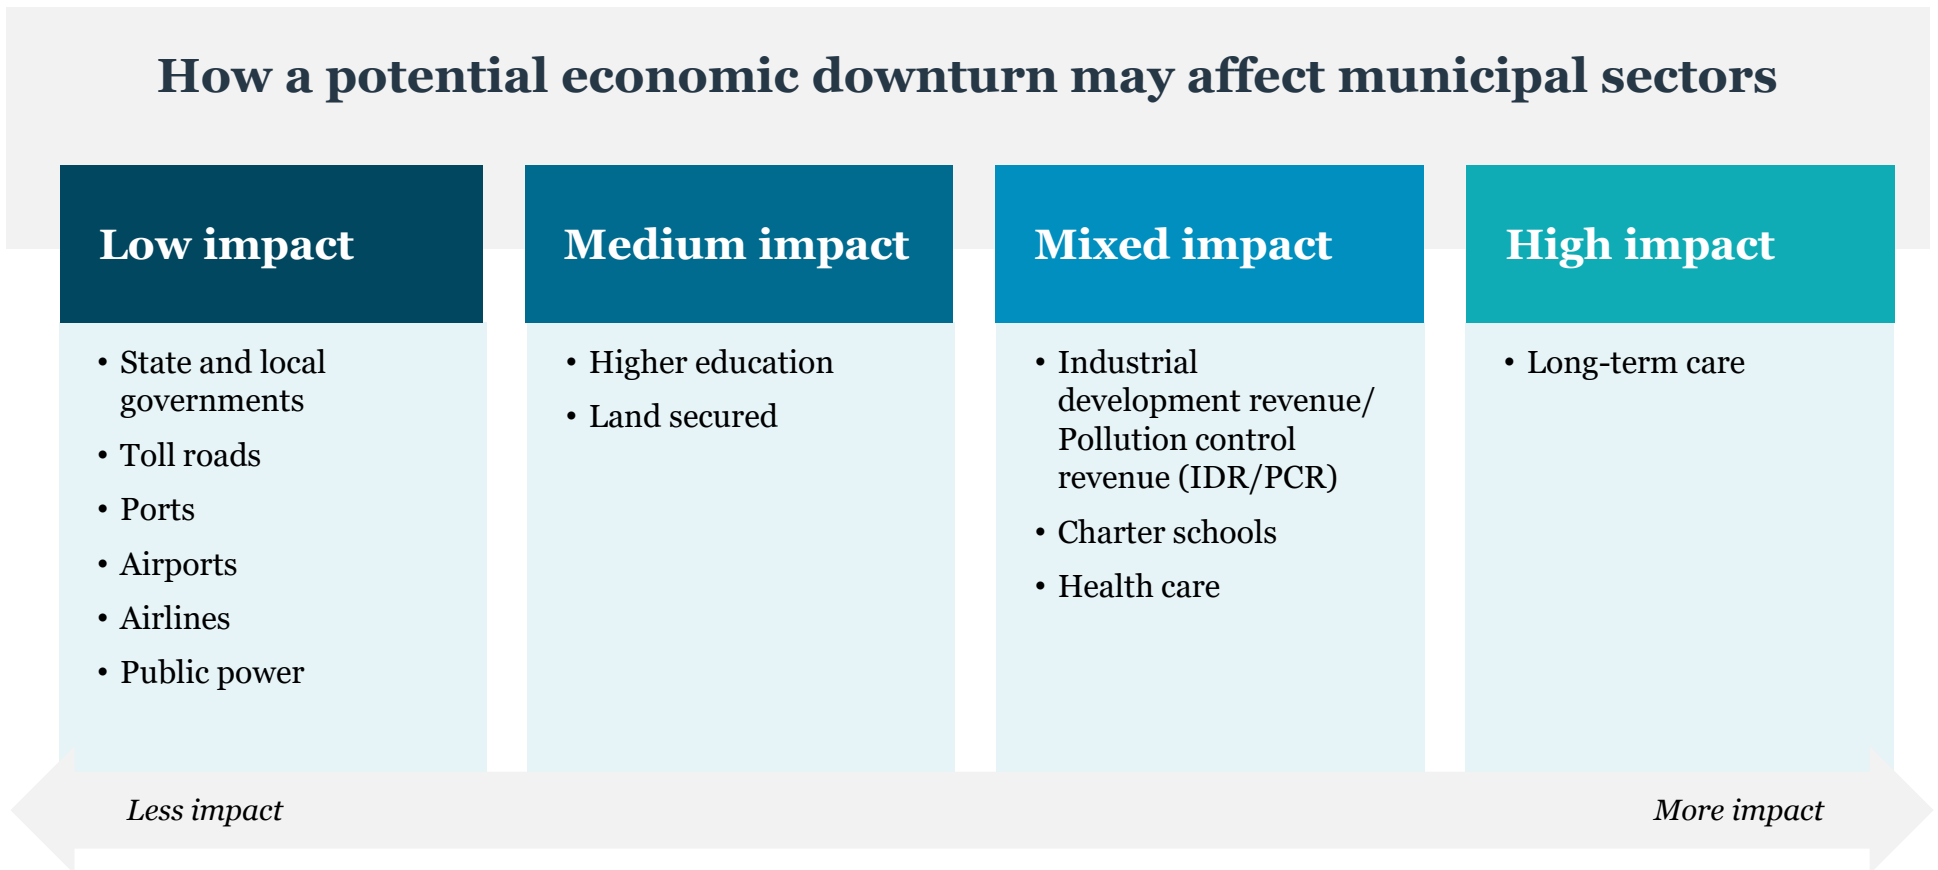 How a potential economic downturn may affect municipal sectors
Low impact
• State and local
governments
• Toll roads
• Ports
• Airports
• Airlines
• Public power
Medium impact
• Higher education
• Land secured
Mixed impact
• Industrial
development revenue/
Pollution control
revenue (IDR/PCR)
• Charter schools
• Health care
High impact
• Long-term care
Less impact
More impact